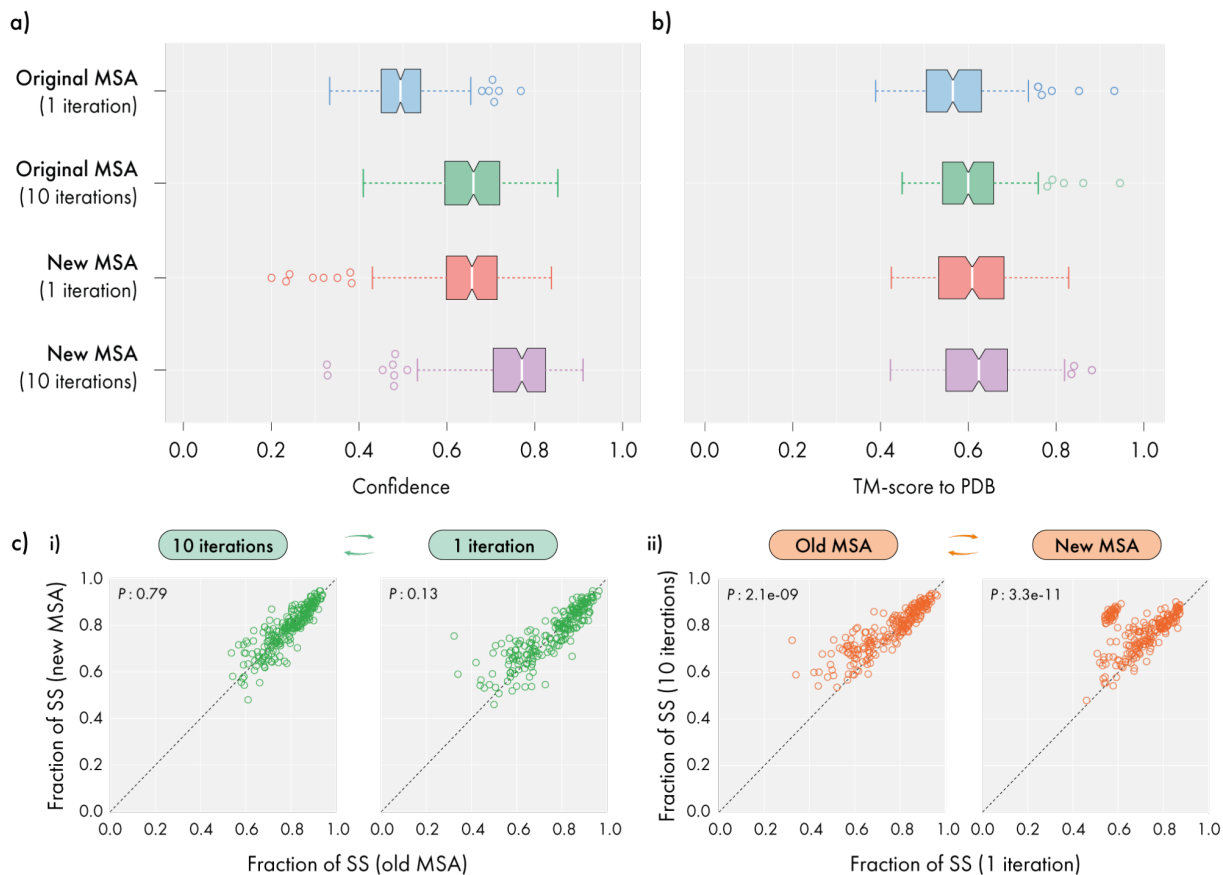 a)
b)
Original MSA
(1 iteration)
Original MSA
(10 iterations)
New MSA
(1 iteration)
New MSA
(10 iterations)
0.0 0.2 0.4 0.6 0.8 1.0
Confidence
0.0 0.2 0.4 0.6 0.8 1.0
TM-score to PDB
c) i) 10 iterations 1 iteration
ii) Old MSA New MSA
Fraction of SS (new MSA)
1.0
0.8
0.6
0.4
0.2
0.0
P : 0.79
0.0 0.2 0.4 0.6 0.8 1.0
P : 0.13
0.0 0.2 0.4 0.6 0.8 1.0
Fraction of SS (old MSA)
Fraction of SS (10 iterations)
1.0
0.8
0.6
0.4
0.2
0.0
P : 2.1e-09
0.0 0.2 0.4 0.6 0.8 1.0
P : 3.3e-11
0.0 0.2 0.4 0.6 0.8 1.0
Fraction of SS (1 iteration)